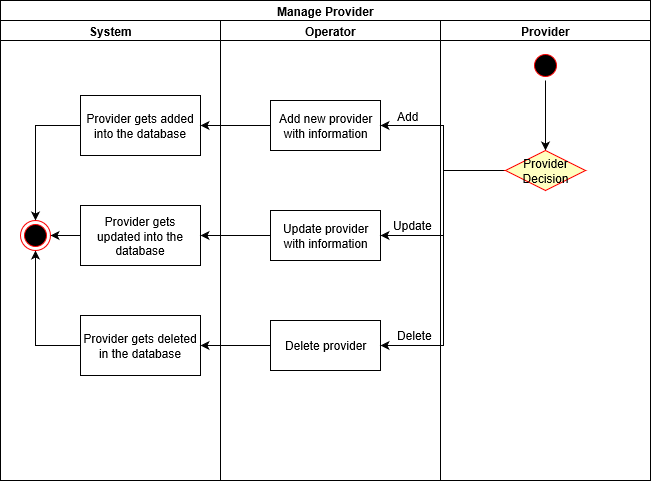 Manage Provider
System
Operator
Provider
Provider gets added
into the database
Add new provider
with information
Add
Provider
Decision
Provider gets
updated into the
database
Update provider
with information
Update
Provider gets deleted
in the database
Delete provider
Delete